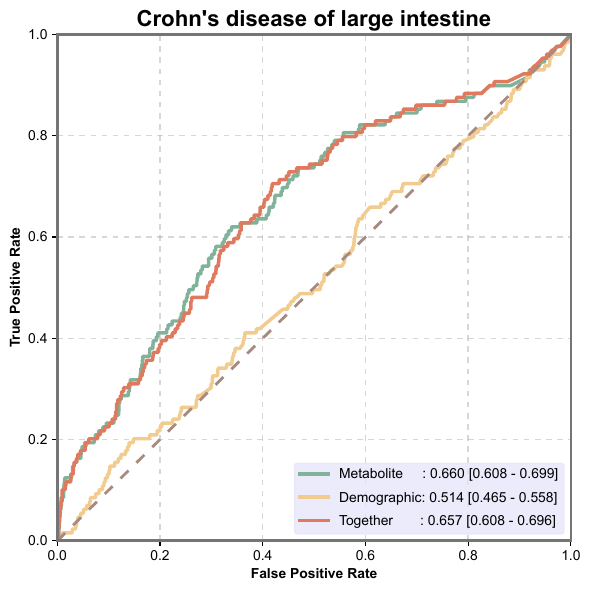 Crohn's disease of large intestine
1.0
0.8
0.6
0.4
0.2
0.0
True Positive Rate
Metabolite : 0.660 [0.608 - 0.699]
Demographic: 0.514 [0.465 - 0.558]
Together : 0.657 [0.608 - 0.696]
0.0 0.2 0.4 0.6 0.8 1.0
False Positive Rate